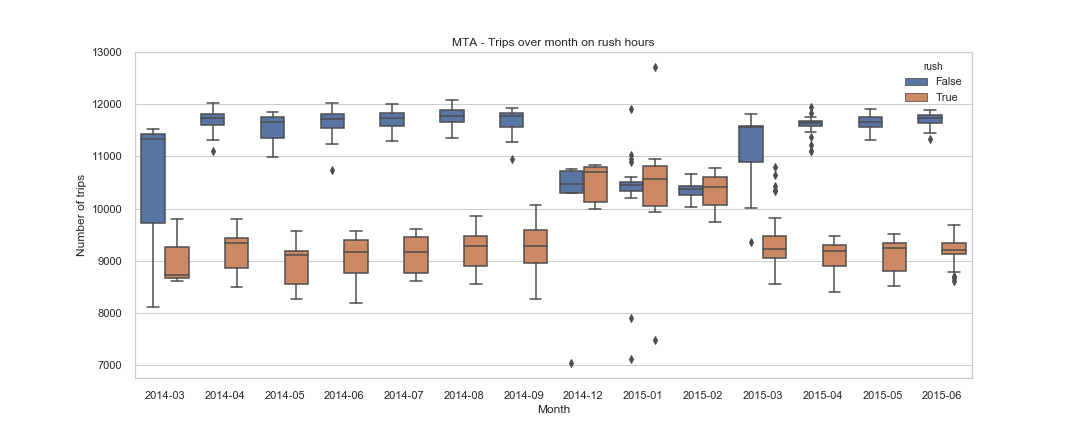 MTA - Trips over month on rush hours
13000
12000
11000
10000
9000
8000
7000
Number of trips
rush
False
True
2014-03 2014-04 2014-05 2014-06 2014-07 2014-08 2014-09 2014-12 2015-01 2015-02 2015-03 2015-04 2015-05 2015-06
Month